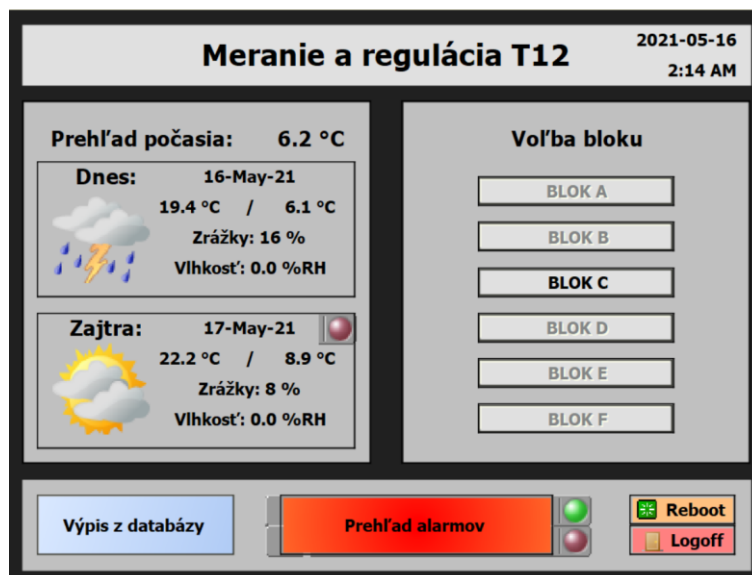 Meranie a regulácia T12
2021-05-16
2:14 AM
Prehľad počasia: 6.2 °C
Dnes: 16-May-21
19.4 °C / 6.1 °C
Zrážky: 16 %
Vlhkosť: 0.0 %RH
Zajtra: 17-May-21
22.2 °C / 8.9 °C
Zrážky: 8 %
Vlhkosť: 0.0 %RH
Voľba bloku
BLOK A
BLOK B
BLOK C
BLOK D
BLOK E
BLOK F
Výpis z databázy
Prehľad alarmov
Reboot
Logoff